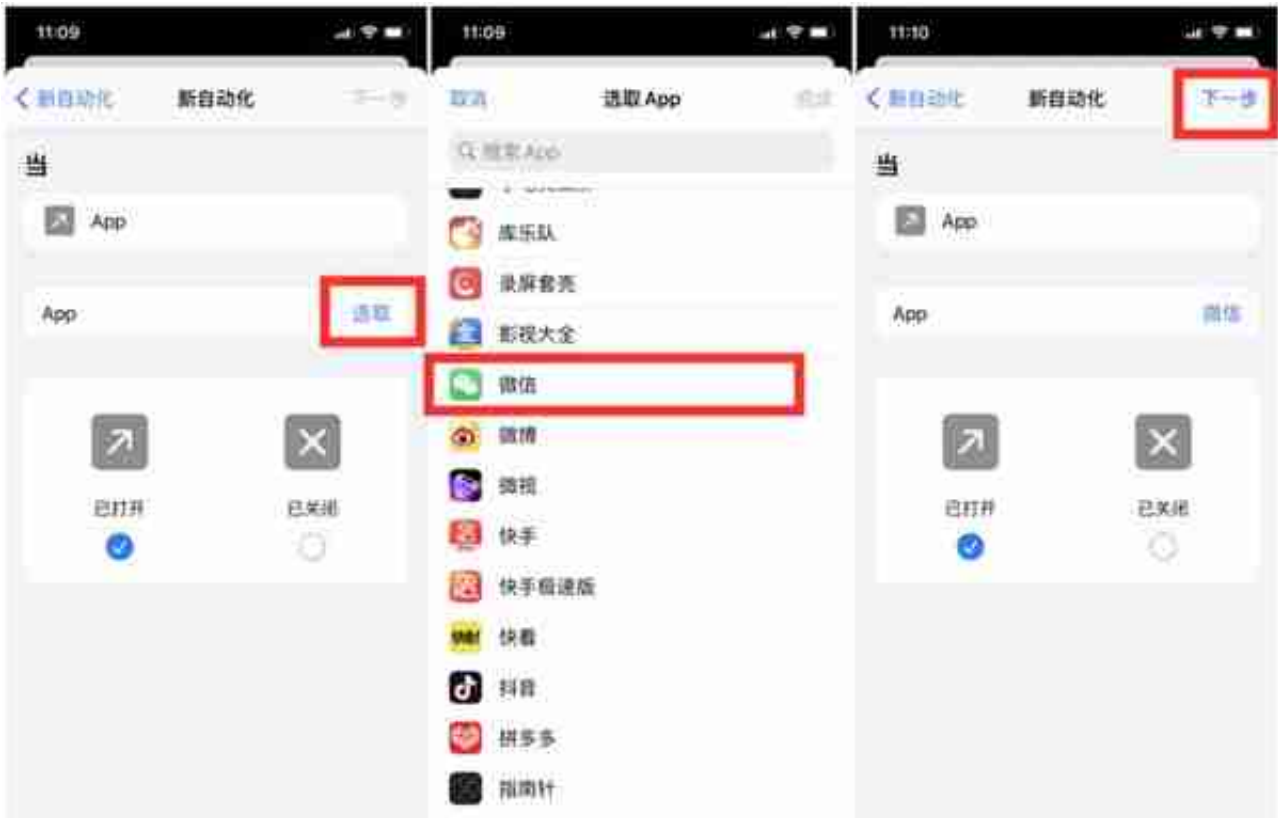 11:09
新自动化
新自动化
下一步
当
App
App
选取
已打开
已关闭
11:09
取消
选取 App
完成
搜索 App
库乐队
录屏套壳
影视大全
微信
微博
微视
快手
快手极速版
快看
抖音
拼多多
指南针
11:10
新自动化
新自动化
下一步
当
App
App
微信
已打开
已关闭